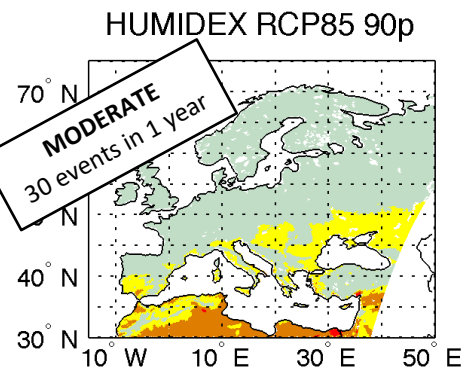 HUMIDEX RCP85 90p
70° N
MODERATE
30 events in 1 year
N
40° N
30° N
10° W 10° E 30° E 50° E